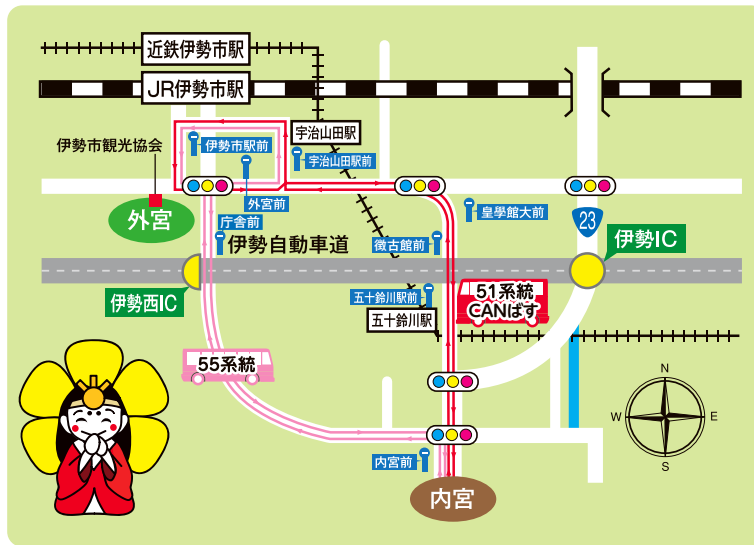 近鉄伊勢市駅
JR伊勢市駅
宇治山田駅
伊勢市駅前
伊勢市観光協会
宇治山田駅前
外宮
外宮前
皇學館大前
庁舎前
23
伊勢自動車道
徴古館前
伊勢IC
伊勢西IC
五十鈴川駅前
51系統
CANばす
五十鈴川駅
55系統
N
W
E
S
内宮前
内宮